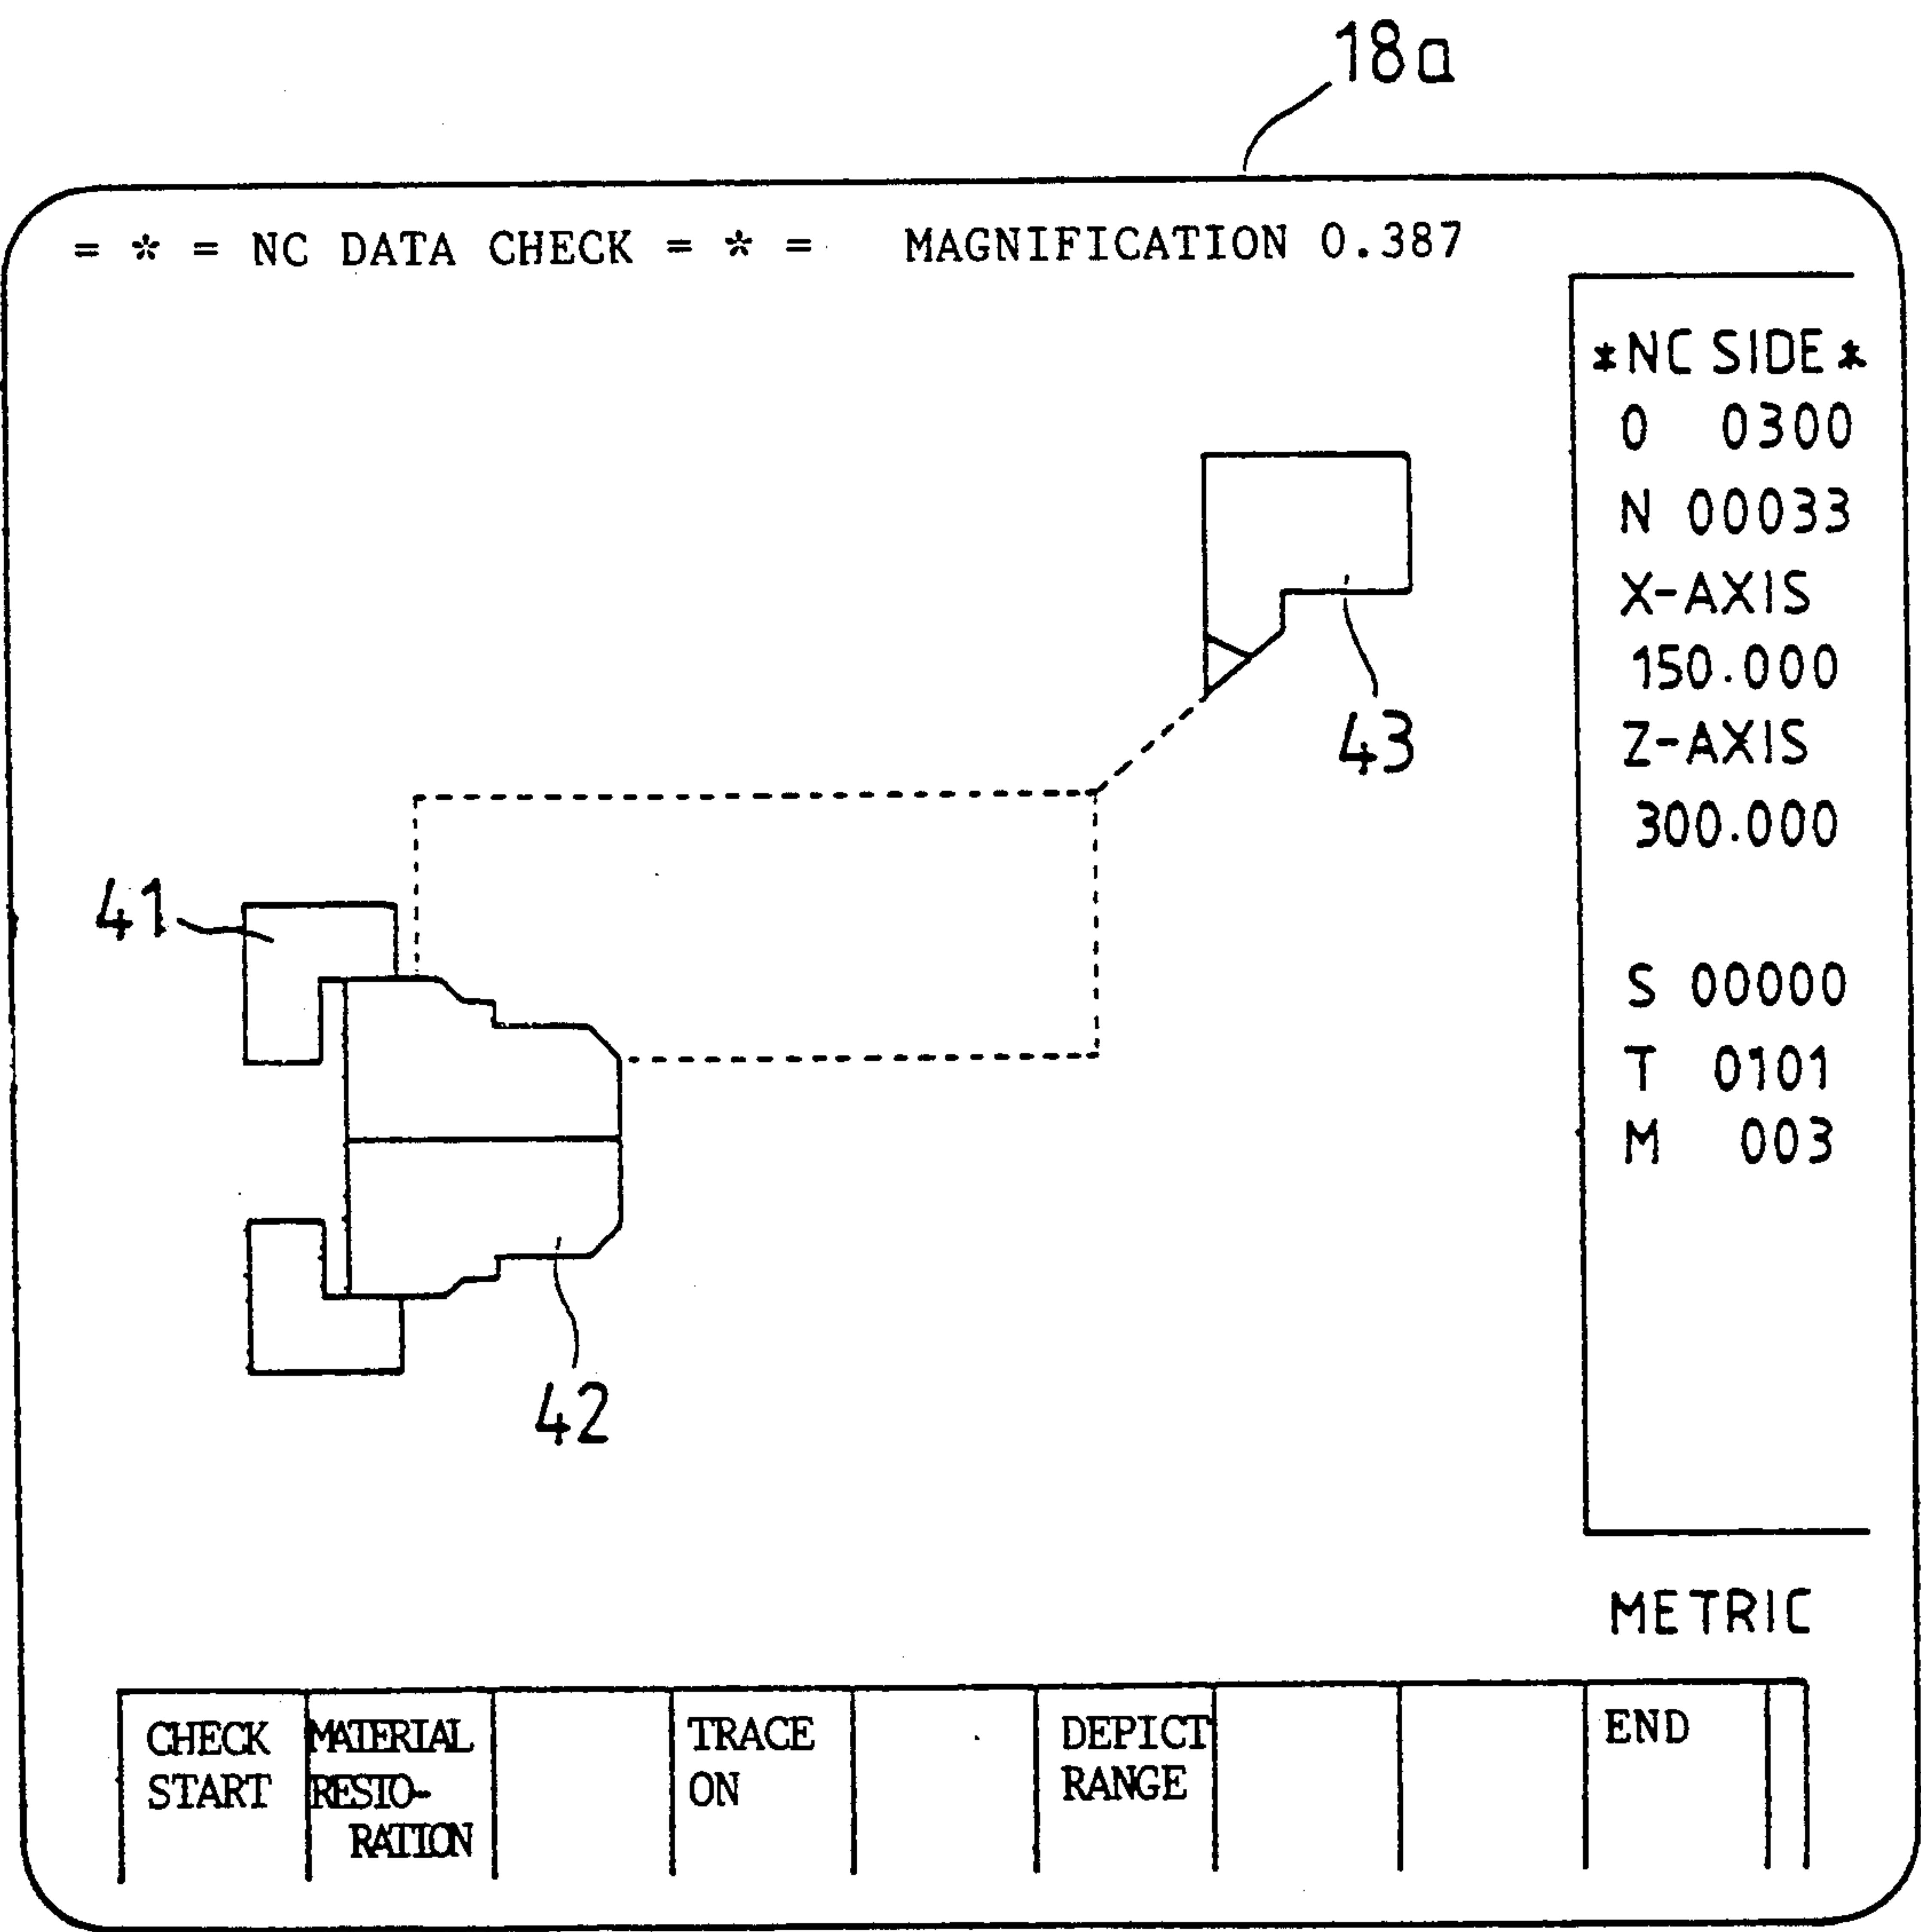 18a
= * = NC DATA CHECK = * = MAGNIFICATION 0.387
*NC SIDE*
O 0300
N 00033
X-AXIS
150.000
Z-AXIS
300.000
S 00000
T 0101
M 003
43
41
42
METRIC
CHECK
START
MATERIAL
RESTO-
RATION
TRACE
ON
DEPICT
RANGE
END